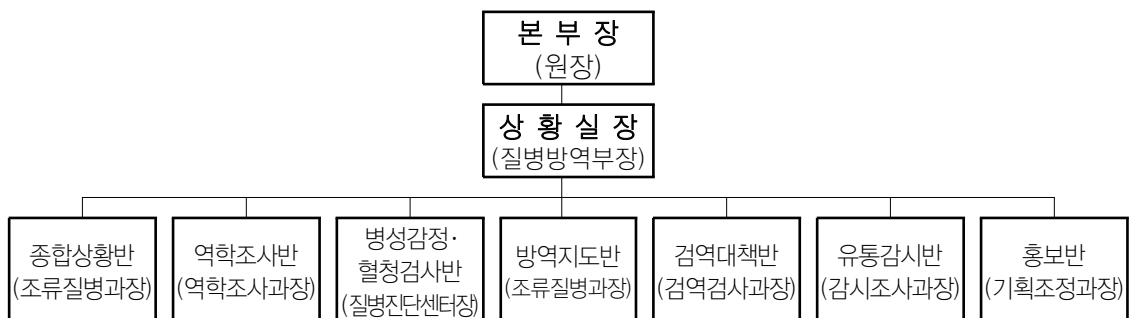 본 부 장
(원장)
상 황 실 장
(질병방역부장)
종합상황반
(조류질병과장)
역학조사반
(역학조사과장)
병성감정·
혈청검사반
(질병진단센터장)
방역지도반
(조류질병과장)
검역대책반
(검역검사과장)
유통감시반
(감시조사과장)
홍보반
(기획조정과장)